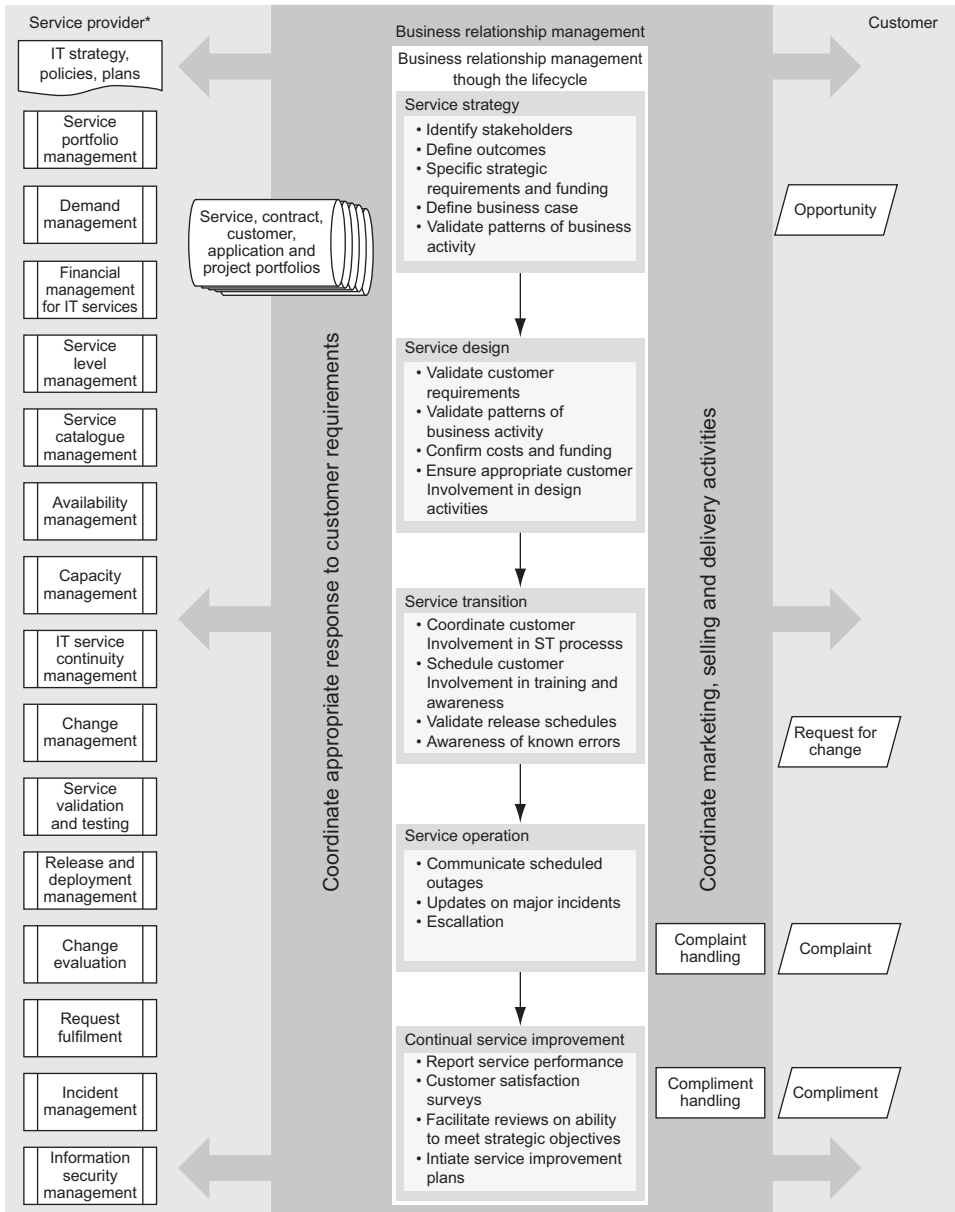 Service provider*
IT strategy,
policies, plans
Service
portfolio
management
Demand
management
Financial
management
for IT services
Service
level
management
Service
catalogue
management
Availability
management
Capacity
management
IT service
continuity
management
Change
management
Service
validation
and testing
Release and
deployment
management
Change
evaluation
Request
fulfilment
Incident
management
Information
security
management
Service, contract,
customer,
application and
project portfolios
Coordinate appropriate response to customer requirements
Business relationship management
Business relationship management
though the lifecycle
Service strategy
• Identify stakeholders
• Define outcomes
• Specific strategic
requirements and funding
• Define business case
• Validate patterns of business
activity
Service design
• Validate customer
requirements
• Validate patterns of
business activity
• Confirm costs and funding
• Ensure appropriate customer
Involvement in design
activities
Service transition
• Coordinate customer
Involvement in ST processs
• Schedule customer
Involvement in training and
awareness
• Validate release schedules
• Awareness of known errors
Service operation
• Communicate scheduled
outages
• Updates on major incidents
• Escallation
Continual service improvement
• Report service performance
• Customer satisfaction
surveys
• Facilitate reviews on ability
to meet strategic objectives
• Intiate service improvement
plans
Coordinate marketing, selling and delivery activities
Complaint
handling
Compliment
handling
Customer
Opportunity
Request for
change
Complaint
Compliment